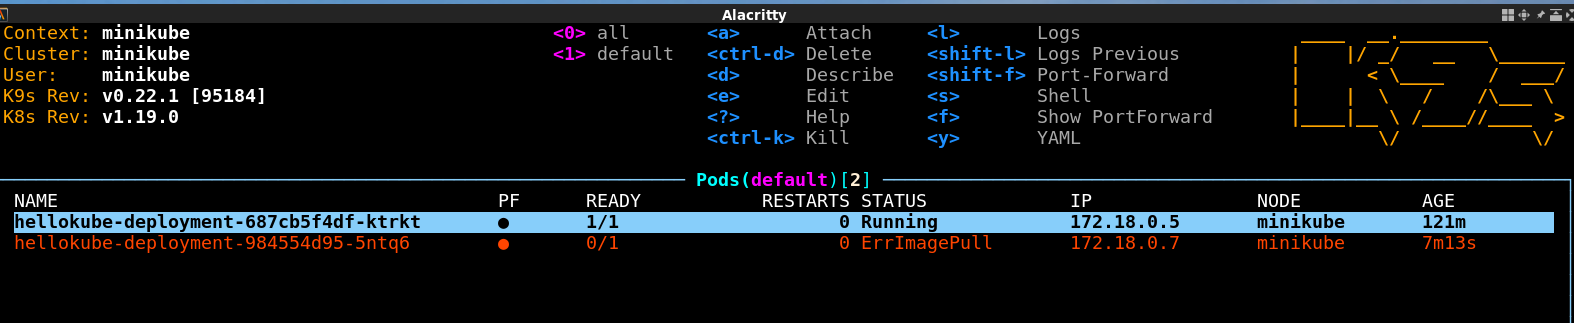 Alacritty
Context: minikube <0> all <a> Attach <l> Logs
Cluster: minikube <1> default <ctrl-d> Delete <shift-l> Logs Previous
User: minikube <d> Describe <shift-f> Port-Forward
K9s Rev: v0.22.1 [95184] <e> Edit <s> Shell
K8s Rev: v1.19.0 <?> Help <f> Show PortForward
<ctrl-k> Kill <y> YAML
Pods(default)[2]
NAME PF READY RESTARTS STATUS IP NODE AGE
hellokube-deployment-687cb5f4df-ktrkt ● 1/1 0 Running 172.18.0.5 minikube 121m
hellokube-deployment-984554d95-5ntq6 ● 0/1 0 ErrImagePull 172.18.0.7 minikube 7m13s